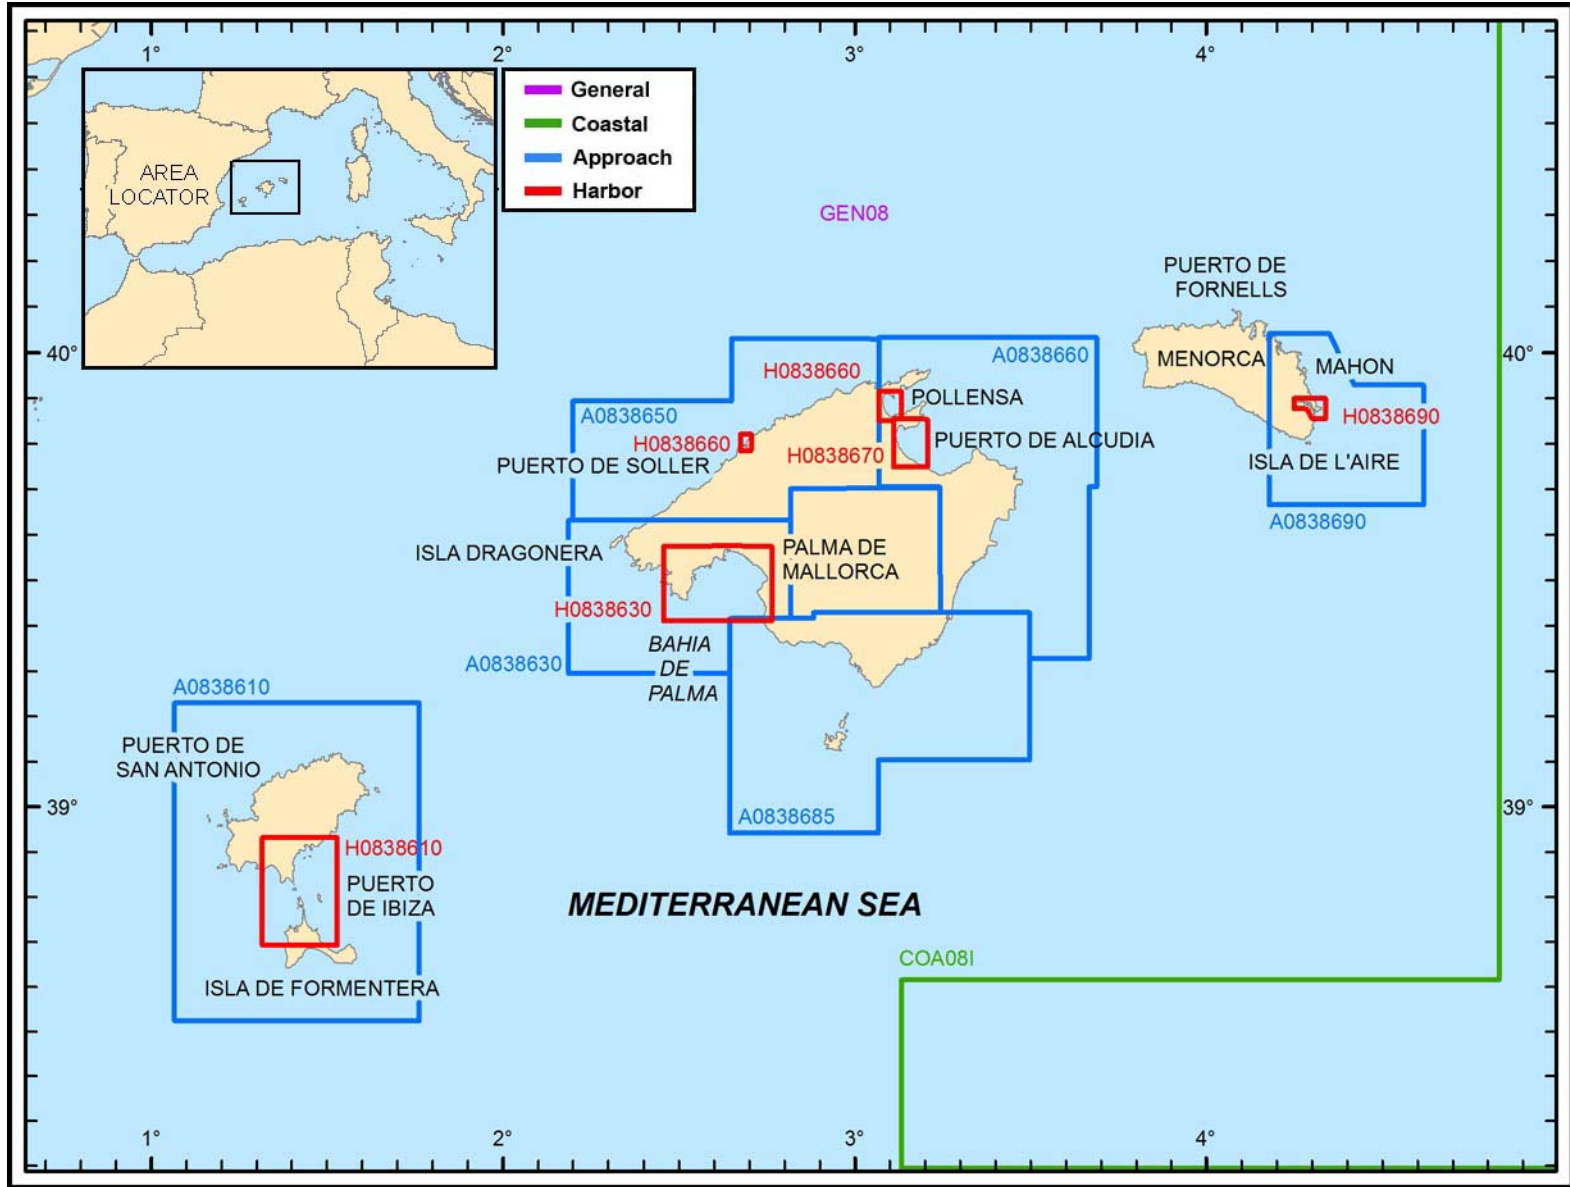 1°
2°
3°
4°
General
Coastal
Approach
Harbor
AREA
LOCATOR
GEN08
PUERTO DE
FORNELLS
40°
40°
H0838660
A0838660
MENORCA
MAHON
A0838650
POLLENSA
H0838690
H0838660
PUERTO DE ALCUDIA
H0838670
PUERTO DE SOLLER
ISLA DE L'AIRE
A0838690
ISLA DRAGONERA
PALMA DE
MALLORCA
H0838630
BAHIA
DE
PALMA
A0838630
A0838610
PUERTO DE
SAN ANTONIO
39°
39°
A0838685
H0838610
PUERTO
DE IBIZA
MEDITERRANEAN SEA
COA08I
ISLA DE FORMENTERA
1°
2°
3°
4°